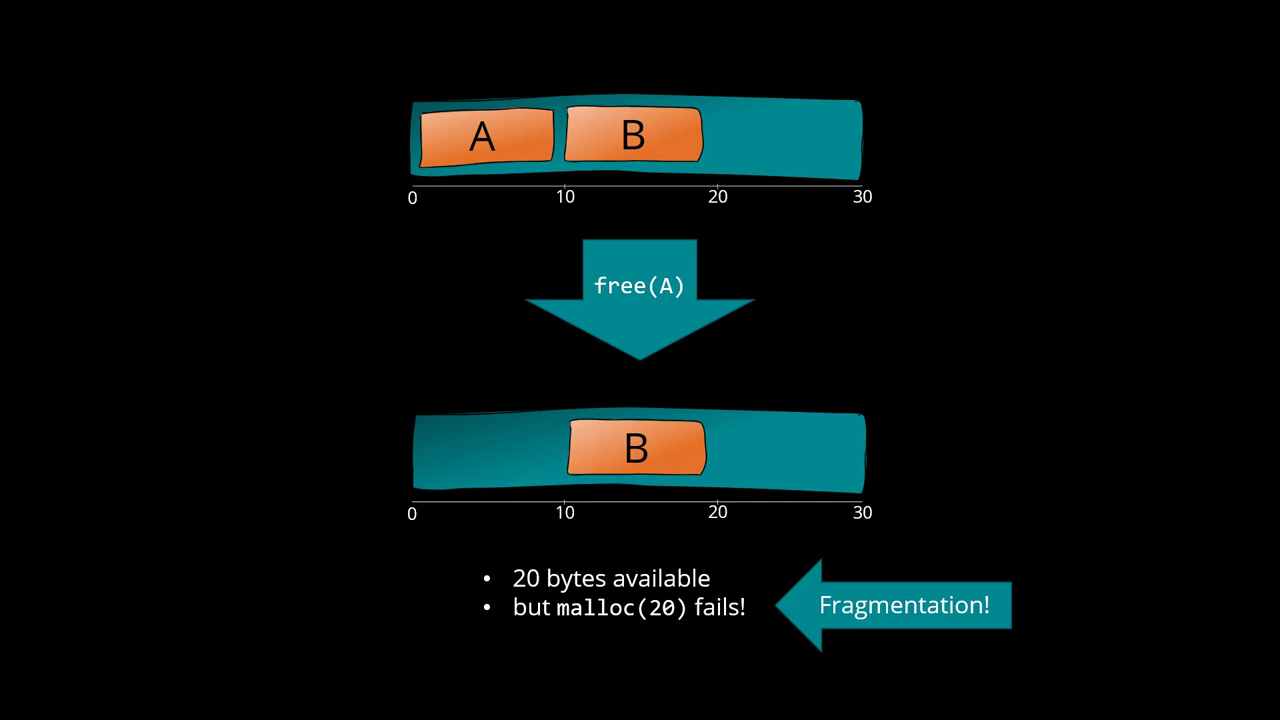 A B
0 10 20 30
free(A)
B
0 10 20 30
• 20 bytes available
• but malloc(20) fails!
Fragmentation!